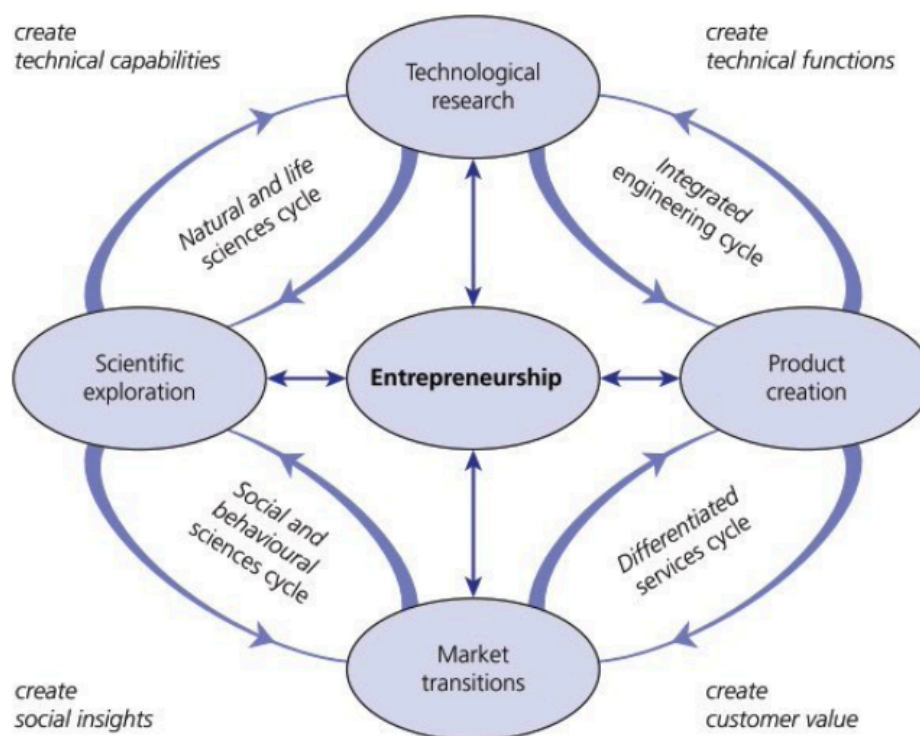 create
technical capabilities
Technological
research
create
technical functions
Natural and life
sciences cycle
Integrated
engineering cycle
Scientific
exploration
Entrepreneurship
Product
creation
Social and
behavioural
sciences cycle
Differentiated
services cycle
Market
transitions
create
social insights
create
customer value